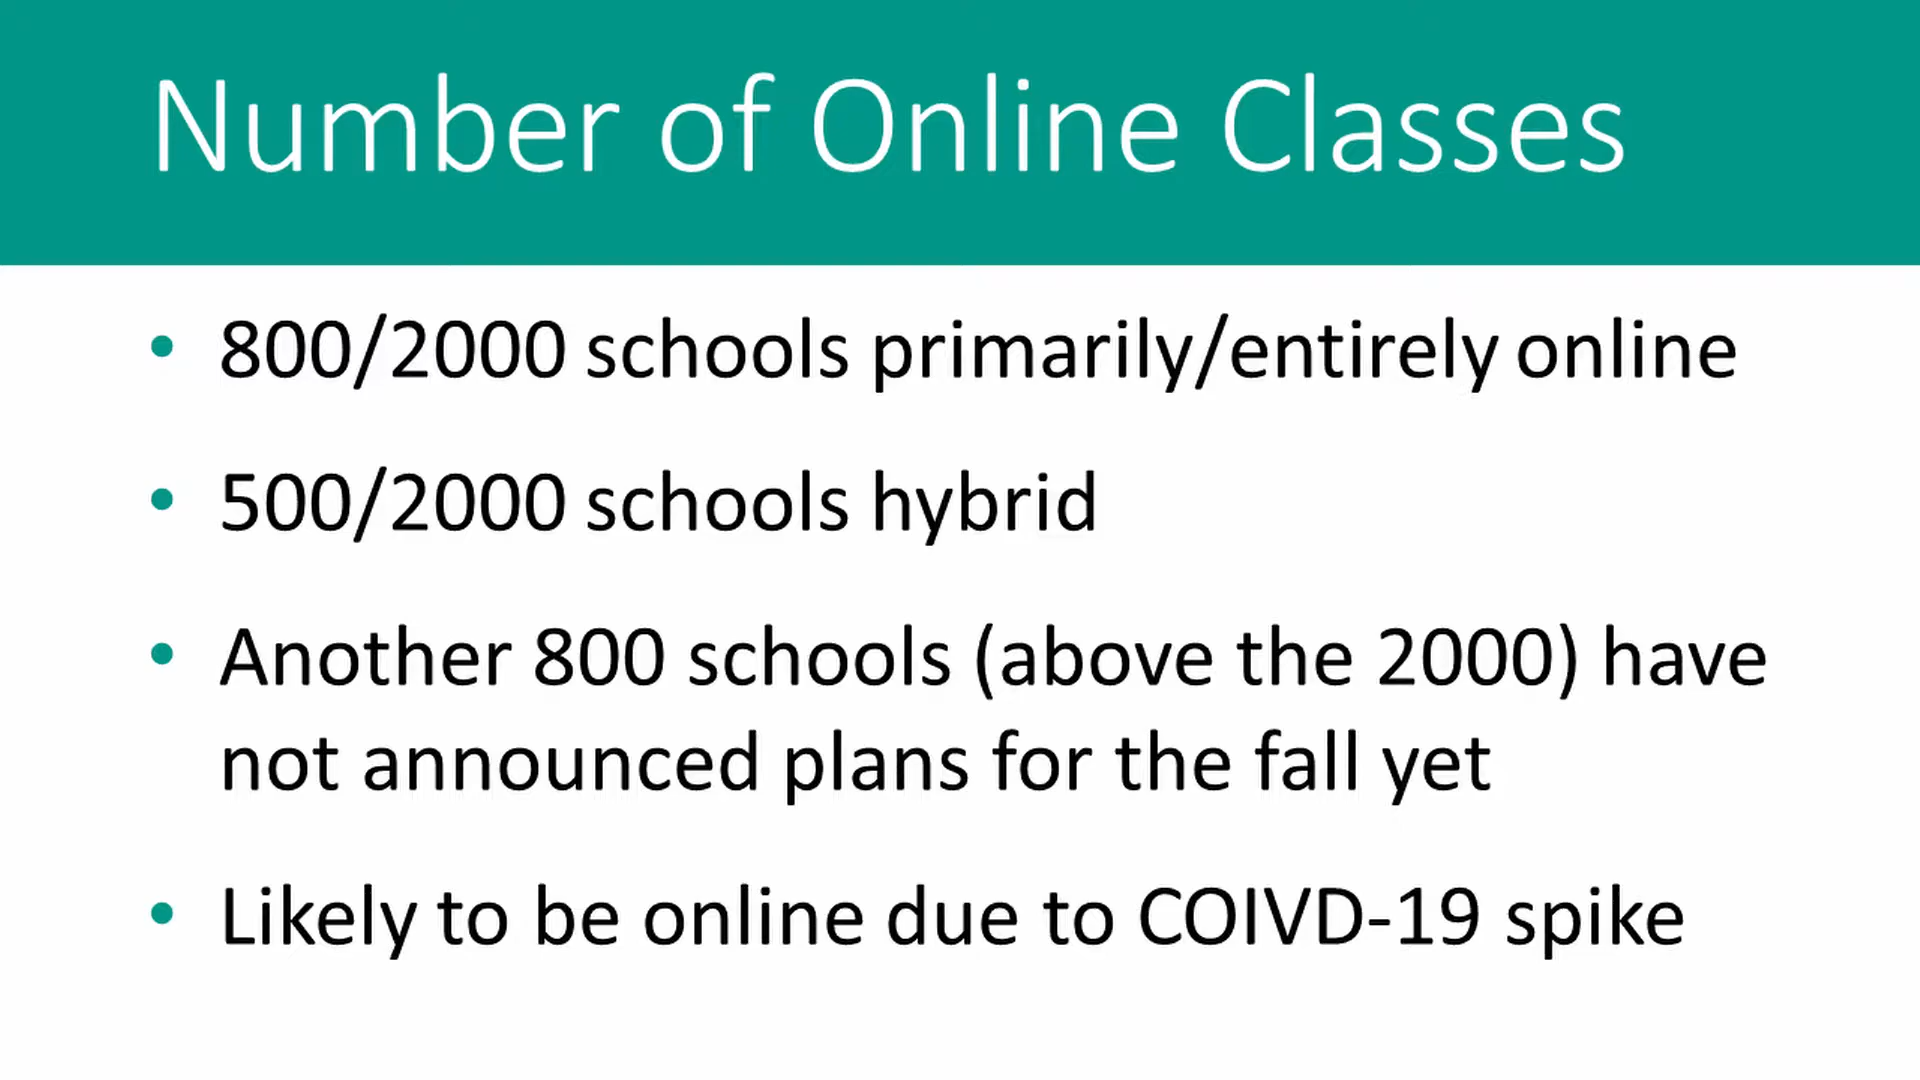 Number of Online Classes
• 800/2000 schools primarily/entirely online
• 500/2000 schools hybrid
• Another 800 schools (above the 2000) have
not announced plans for the fall yet
• Likely to be online due to COIVD-19 spike